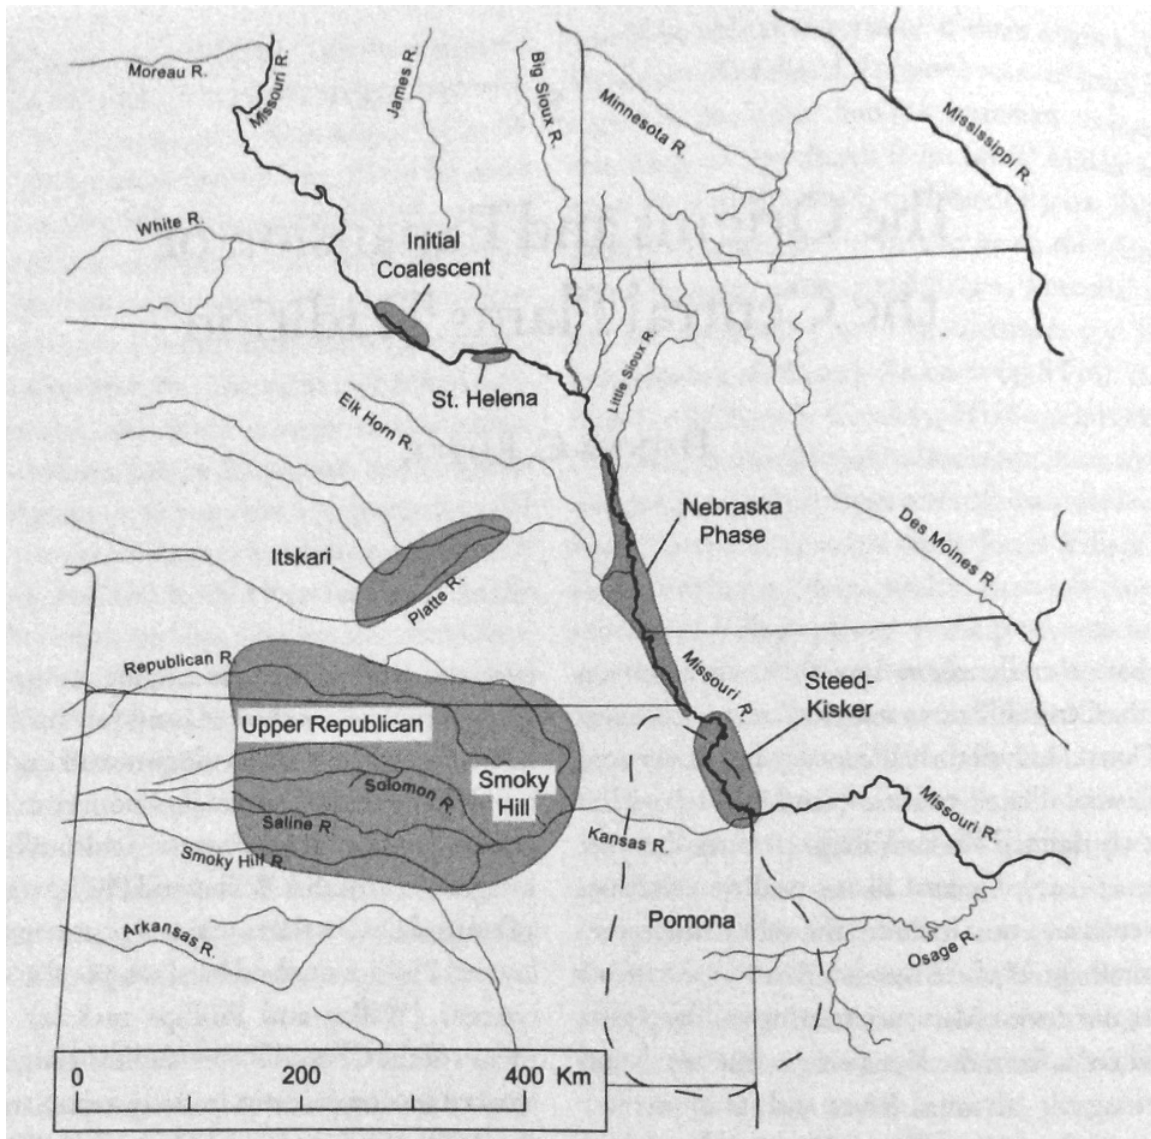 Moreau R.
Missouri R.
James R.
Big Sioux R.
Minnesota R.
Mississippi R.
White R.
Initial
Coalescent
Little Sioux R.
St. Helena
Elk Horn R.
Nebraska
Phase
Des Moines R.
Itskari
Platte R.
Republican R.
Missouri R.
Steed-
Kisker
Upper Republican
Smoky
Hill
Solomon R.
Saline R.
Smoky Hill R.
Kansas R.
Missouri R.
Pomona
Arkansas R.
Osage R.
0 200 400 Km